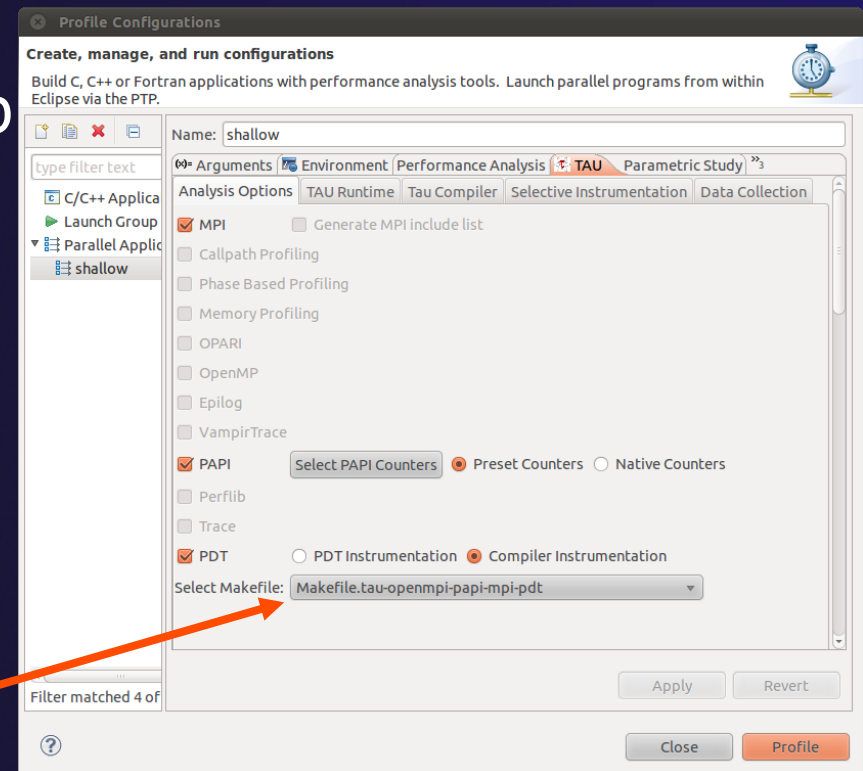 Profile Configurations
Create, manage, and run configurations
Build C, C++ or Fortran applications with performance analysis tools. Launch parallel programs from within
Eclipse via the PTP.
Name: shallow
type filter text
(x)= Arguments Environment Performance Analysis TAU Parametric Study »3
Analysis Options TAU Runtime Tau Compiler Selective Instrumentation Data Collection
C/C++ Applica
Launch Group
Parallel Applic
shallow
MPI Generate MPI include list
Callpath Profiling
Phase Based Profiling
Memory Profiling
OPARI
OpenMP
Epilog
VampirTrace
PAPI Select PAPI Counters Preset Counters Native Counters
Perflib
Trace
PDT PDT Instrumentation Compiler Instrumentation
Select Makefile: Makefile.tau-openmpi-papi-mpi-pdt
Filter matched 4 of
Apply Revert
? Close Profile